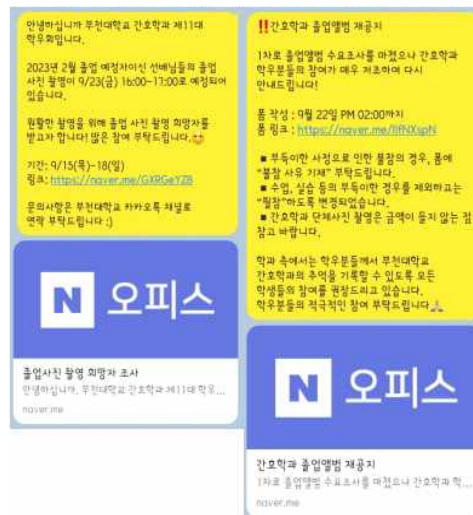 안녕하십니까 부천대학교 간호학과 제11대
학우회입니다.
2023년 2월 졸업 예정자이신 선배님들의 졸업
사진 촬영이 9/23(금) 16:00-17:00로 예정되어
있습니다.
원활한 촬영을 위해 졸업 사진 촬영 희망자를
받고자 합니다! 많은 참여 부탁드립니다.😊
기간: 9/15(목)-18(일)
링크: https://naver.me/GXRGeYZB
문의사항은 부천대학교 카카오톡 채널로
연락 부탁드립니다 :)
N 오피스
졸업사진 촬영 희망자 조사
안녕하십니까, 부천대학교 간호학과 제11대 학우...
naver.me
‼️간호학과 졸업앨범 재공지
1차로 졸업앨범 수요조사를 마쳤으나 간호학과
학우분들의 참여가 매우 저조하여 다시
안내드립니다!
폼 작성 : 9월 22일 PM 02:00까지
폼 링크 : https://naver.me/IlfNXspN
■ 부득이한 사정으로 인한 불참의 경우, 폼에
"불참 사유 기재" 부탁드립니다.
■ 수업, 실습 등의 부득이한 경우를 제외하고는
"필참"하도록 변경되었습니다.
■ 간호학과 단체사진 촬영은 금액이 들지 않는 점
참고 바랍니다.
학과 측에서는 학우분들께서 부천대학교
간호학과의 추억을 기록할 수 있도록 모든
학생들의 참여를 권장드리고 있습니다.
학우분들의 적극적인 참여 부탁드립니다🙏
N 오피스
간호학과 졸업앨범 재공지
1차로 졸업앨범 수요조사를 마쳤으나 간호학과 학...
naver.me